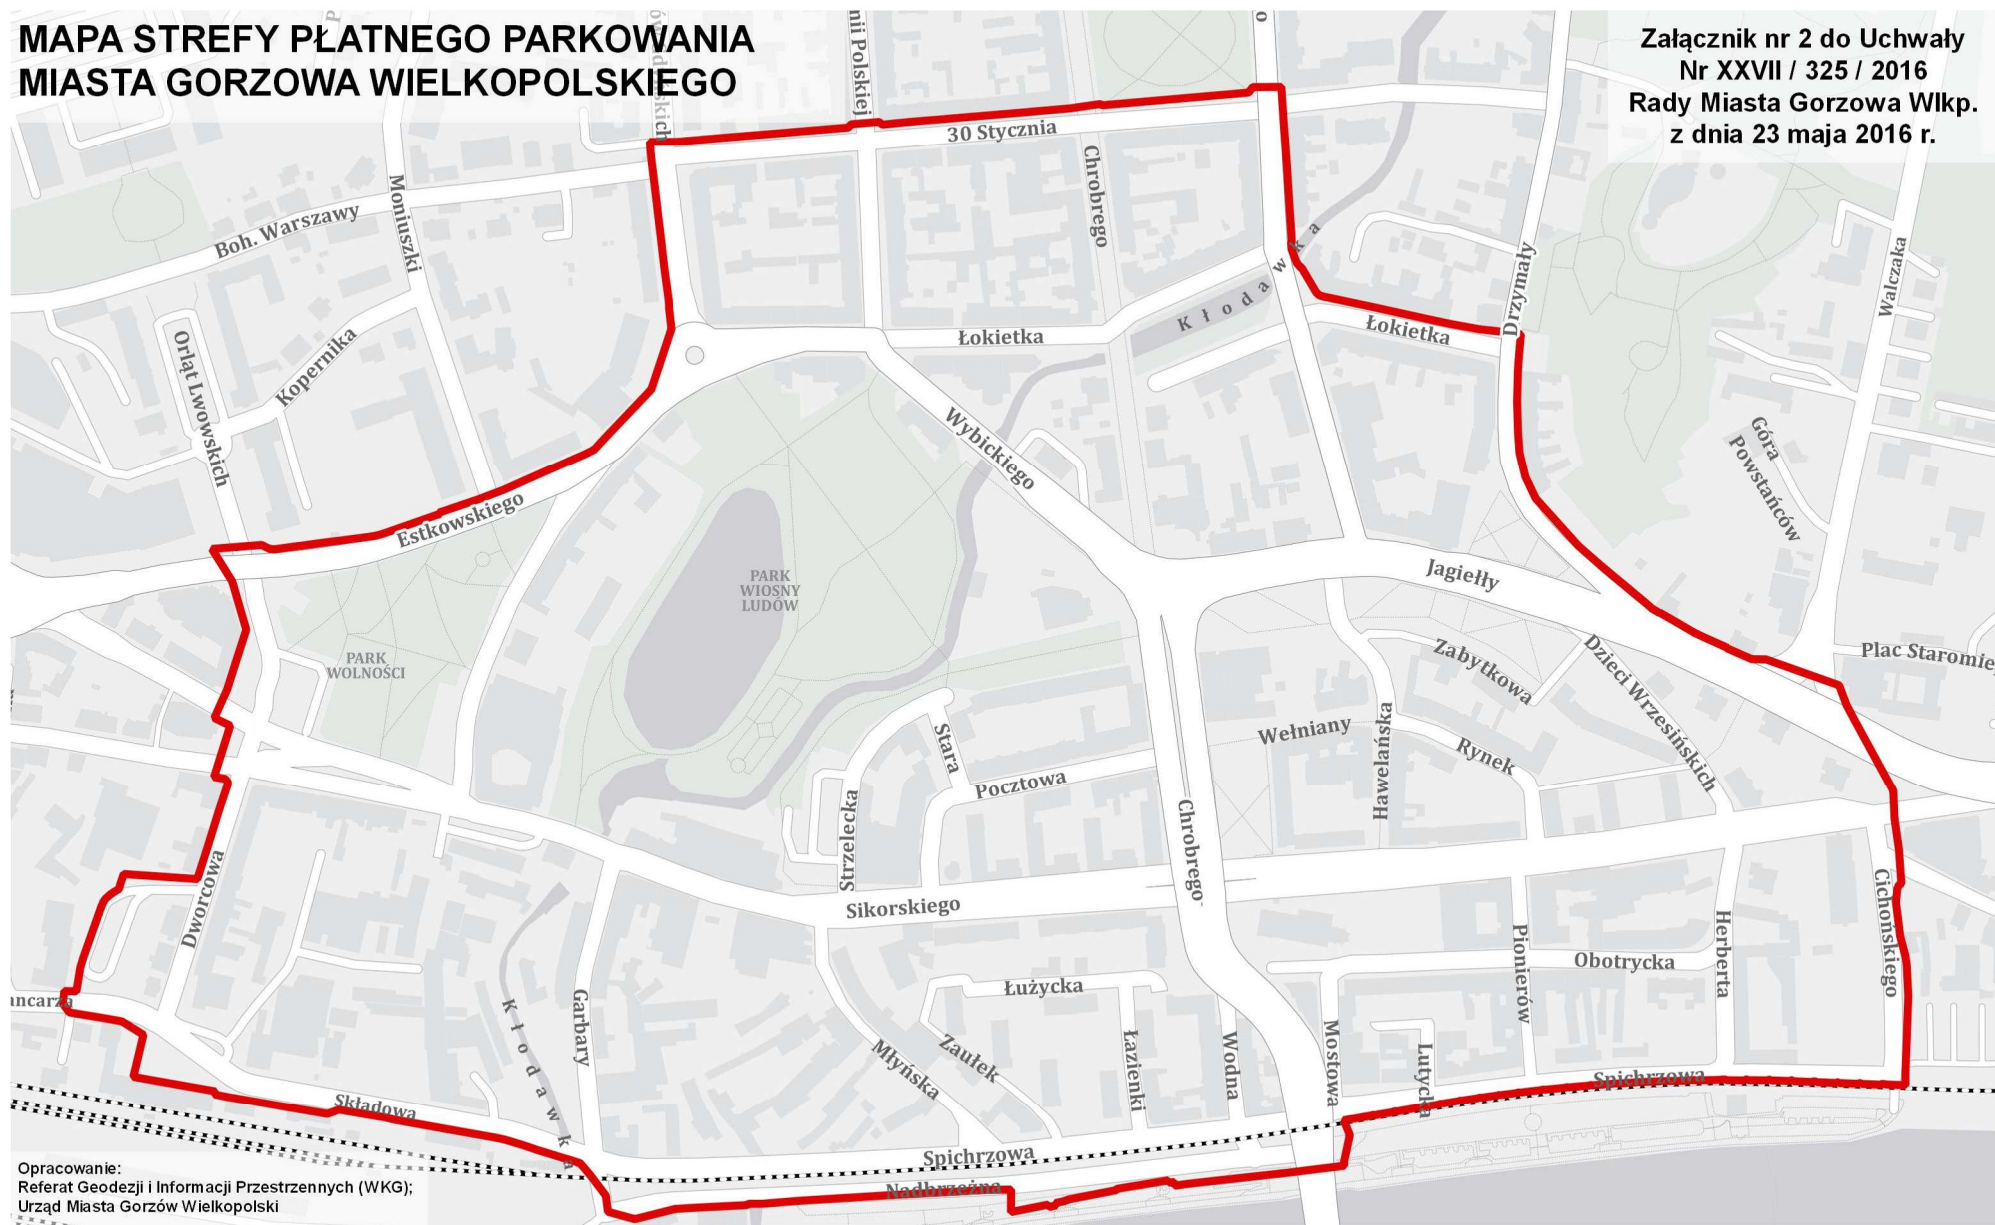 MAPA STREFY PŁATNEGO PARKOWANIA
MIASTA GORZOWA WIELKOPOLSKIEGO
Załącznik nr 2 do Uchwały
Nr XXVII / 325 / 2016
Rady Miasta Gorzowa Wlkp.
z dnia 23 maja 2016 r.
30 Stycznia
Chrobrego
Moniuszki
Boh. Warszawy
Kłodawka
Drzymały
Walczaka
Łokietka
Łokietka
Orląt Lwowskich
Kopernika
Wybickiego
Góra
Powstańców
Estkowskiego
Jagiełły
PARK
WIOSNY
LUDÓW
PARK
WOLNOŚCI
Zabytkowa
Dzieci Wrzesińskich
Plac Staromie
Wełniany
Hawelańska
Rynek
Stara
Pocztowa
Strzelecka
Chrobrego
Dworcowa
Sikorskiego
Cichońskiego
Herberta
Pionierów
Obotrycka
Łużycka
ancarza
Garbary
Kłodawka
Młyńska
Zaułek
Łazienki
Wodna
Mostowa
Lutycka
Spichrzowa
Składowa
Spichrzowa
Nadbrzeżna
Opracowanie:
Referat Geodezji i Informacji Przestrzennych (WKG);
Urząd Miasta Gorzów Wielkopolski